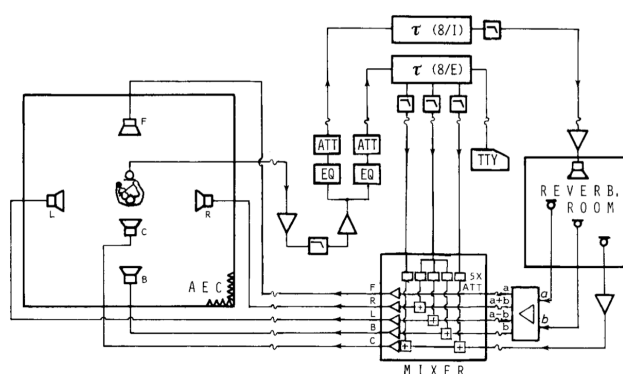 τ (8/I)
τ (8/E)
F
ATT
ATT
EQ
EQ
TTY
REVERB.
ROOM
L
R
C
B
AEC
5X
ATT
F
R
L
B
C
a
a+b
a-b
b
a
b
MIXER